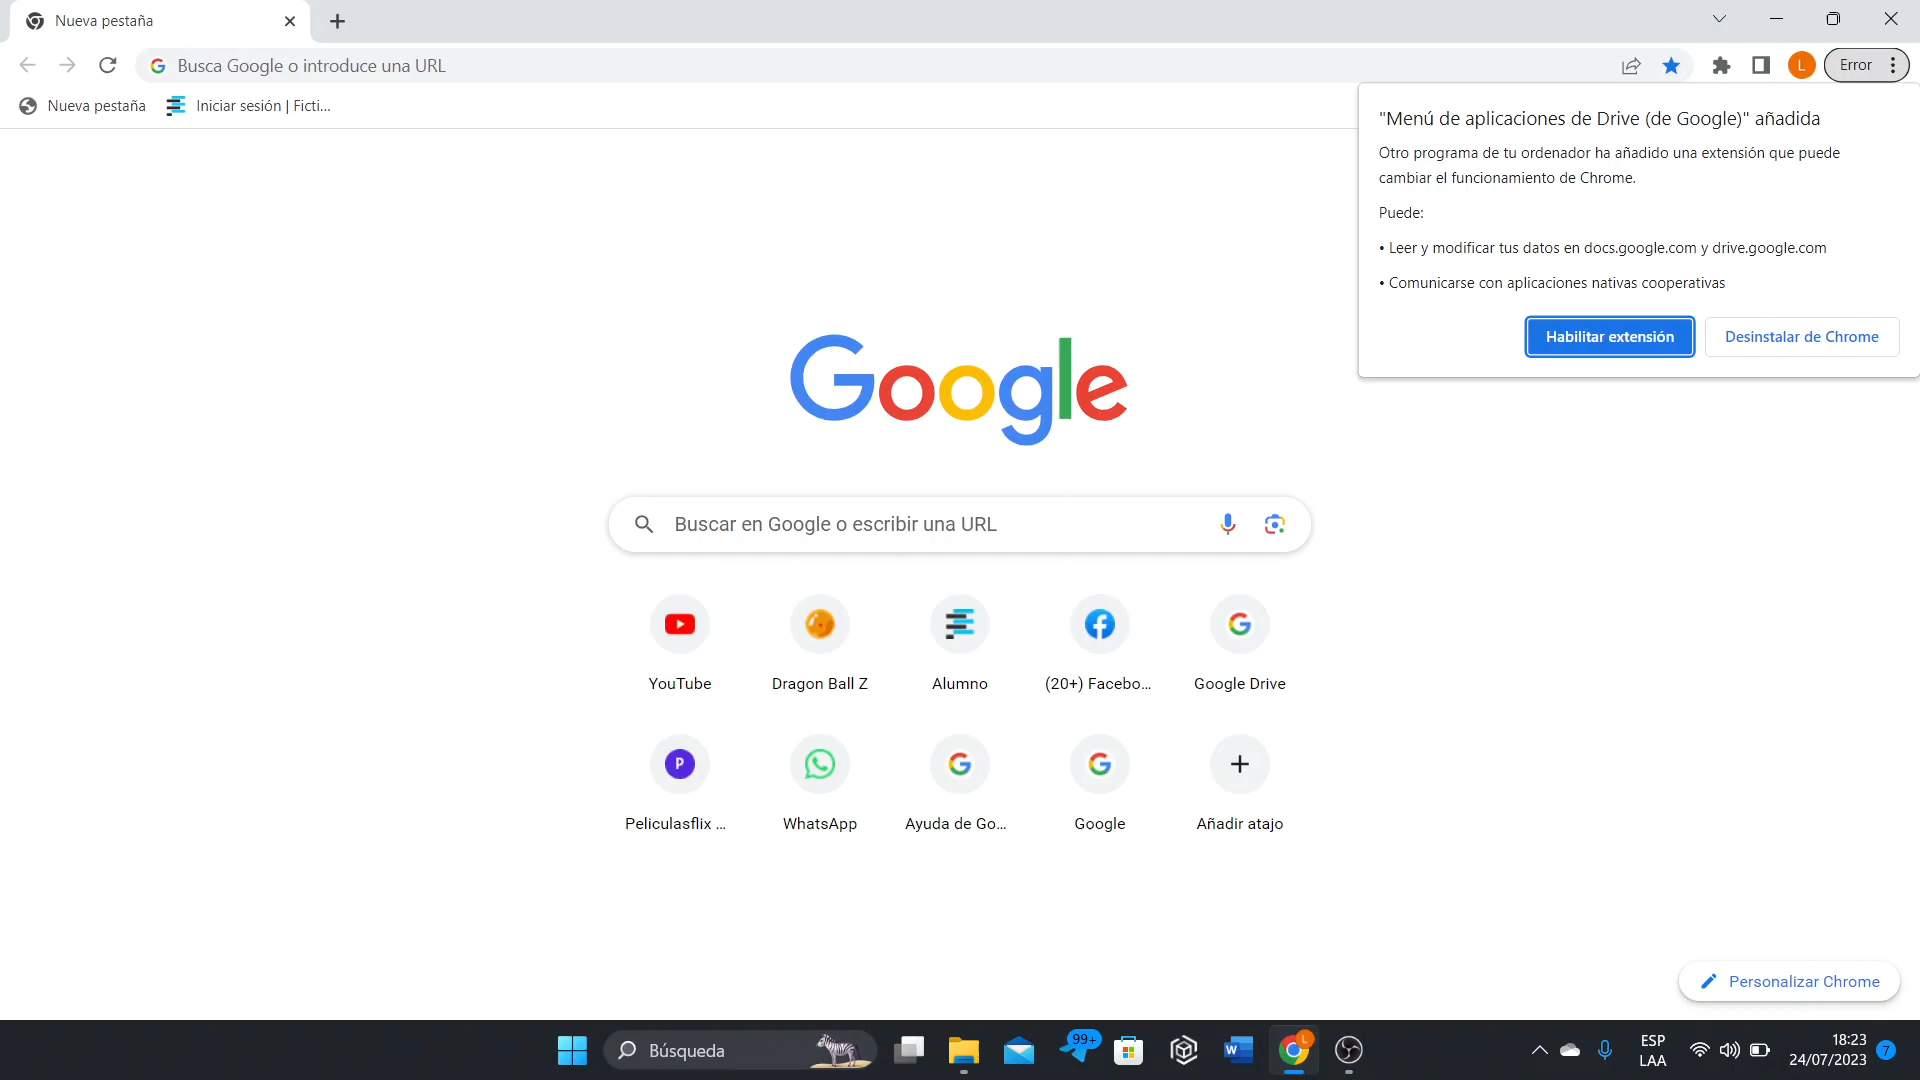 Nueva pestaña
Busca Google o introduce una URL
L
Error
Nueva pestaña
Iniciar sesión | Ficti...
"Menú de aplicaciones de Drive (de Google)" añadida
Otro programa de tu ordenador ha añadido una extensión que puede
cambiar el funcionamiento de Chrome.
Puede:
• Leer y modificar tus datos en docs.google.com y drive.google.com
• Comunicarse con aplicaciones nativas cooperativas
Habilitar extensión
Desinstalar de Chrome
Google
Buscar en Google o escribir una URL
YouTube
Dragon Ball Z
Alumno
(20+) Facebo...
Google Drive
P
Peliculasflix ...
WhatsApp
Ayuda de Go...
Google
Añadir atajo
Personalizar Chrome
Búsqueda
99+
W
L
ESP
LAA
18:23
24/07/2023
7